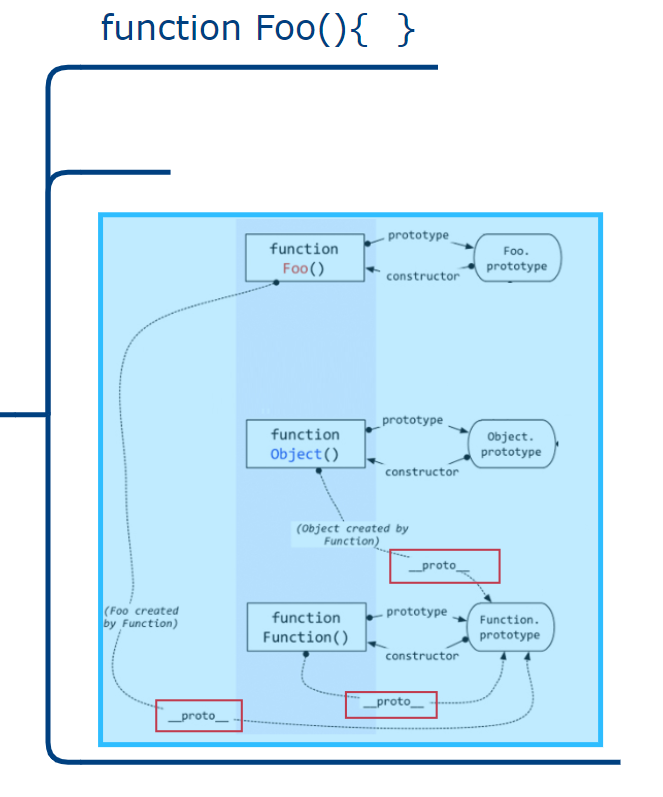 function Foo(){  }
prototype
function
Foo()
Foo.
prototype
constructor
prototype
function
Object()
Object.
prototype
constructor
(Object created by
Function)
__proto__
(Foo created
by Function)
prototype
function
Function()
Function.
prototype
constructor
__proto__
__proto__